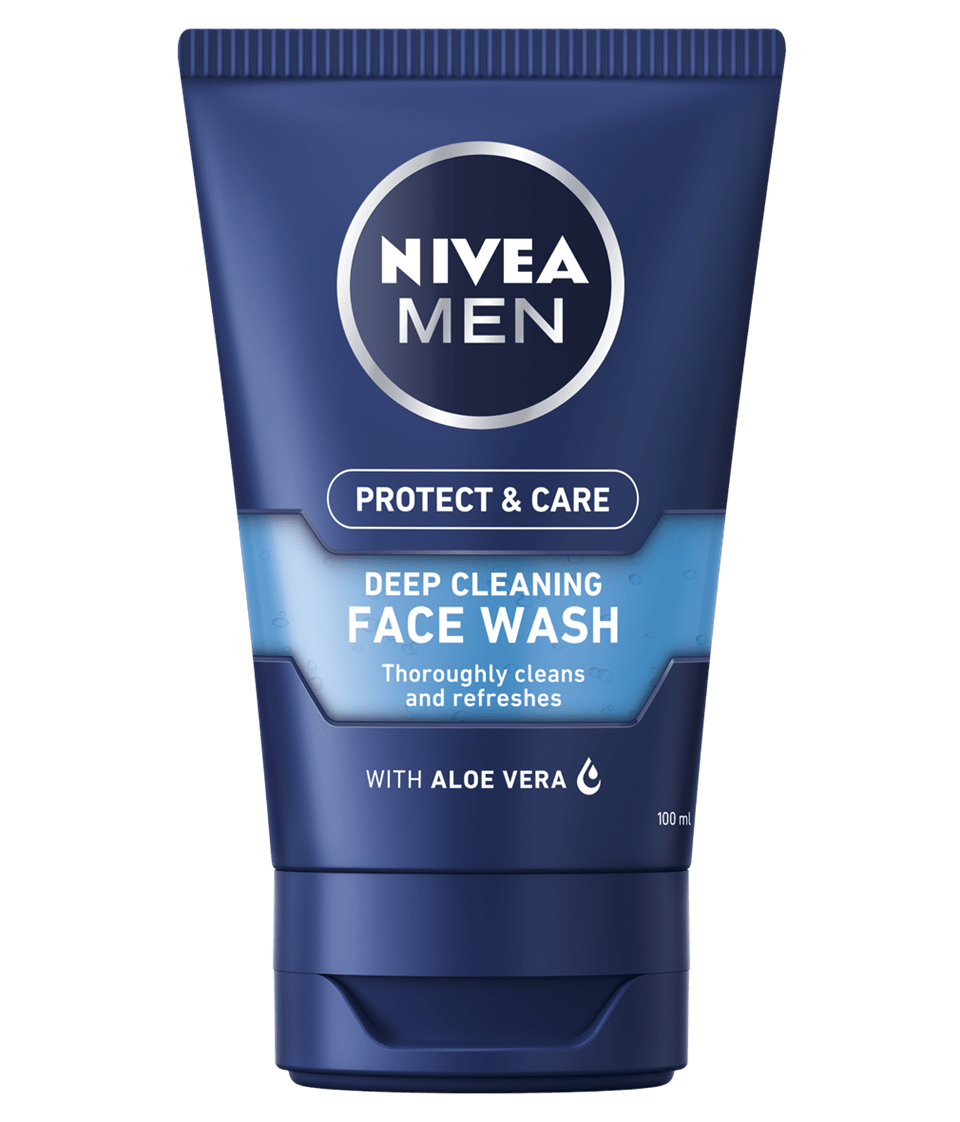 NIVEA
MEN
PROTECT & CARE
DEEP CLEANING
FACE WASH
Thoroughly cleans
and refreshes
WITH ALOE VERA
100 ml